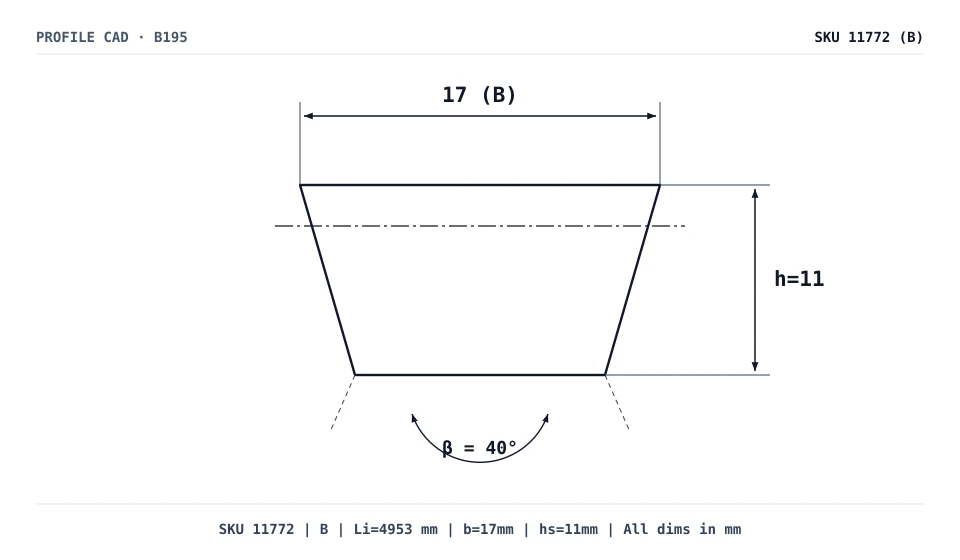 PROFILE CAD · B195
SKU 11772 (B)
17 (B)
h=11
β = 40°
SKU 11772 | B | Li=4953 mm | b=17mm | hs=11mm | All dims in mm